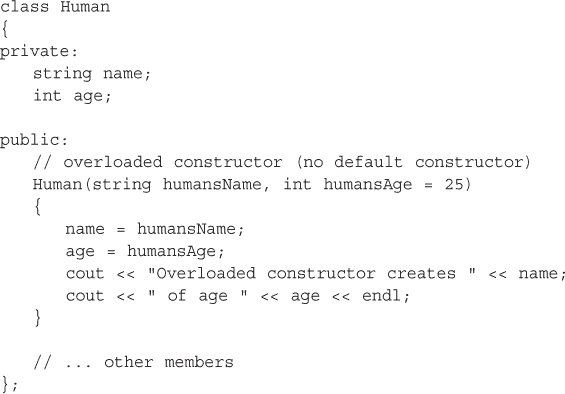 class Human
{
private:
    string name;
    int age;

public:
    // overloaded constructor (no default constructor)
    Human(string humansName, int humansAge = 25)
    {
        name = humansName;
        age = humansAge;
        cout << "Overloaded constructor creates " << name;
        cout << " of age " << age << endl;
    }

    // ... other members
};